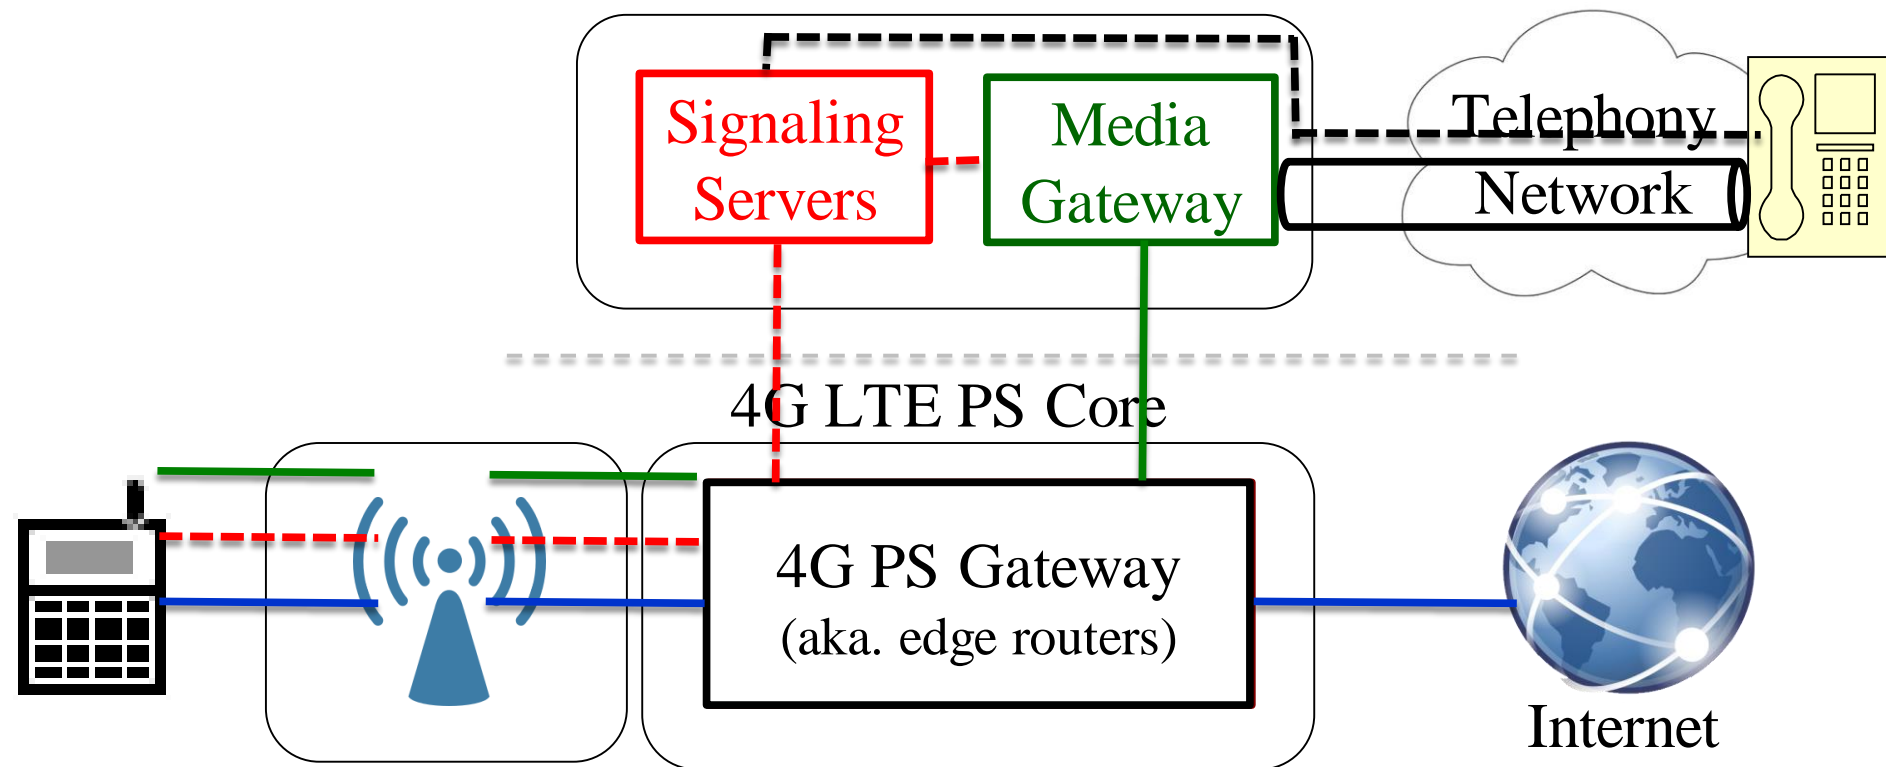 Signaling
Servers
Media
Gateway
Telephony
Network
4G LTE PS Core
4G PS Gateway
(aka. edge routers)
Internet